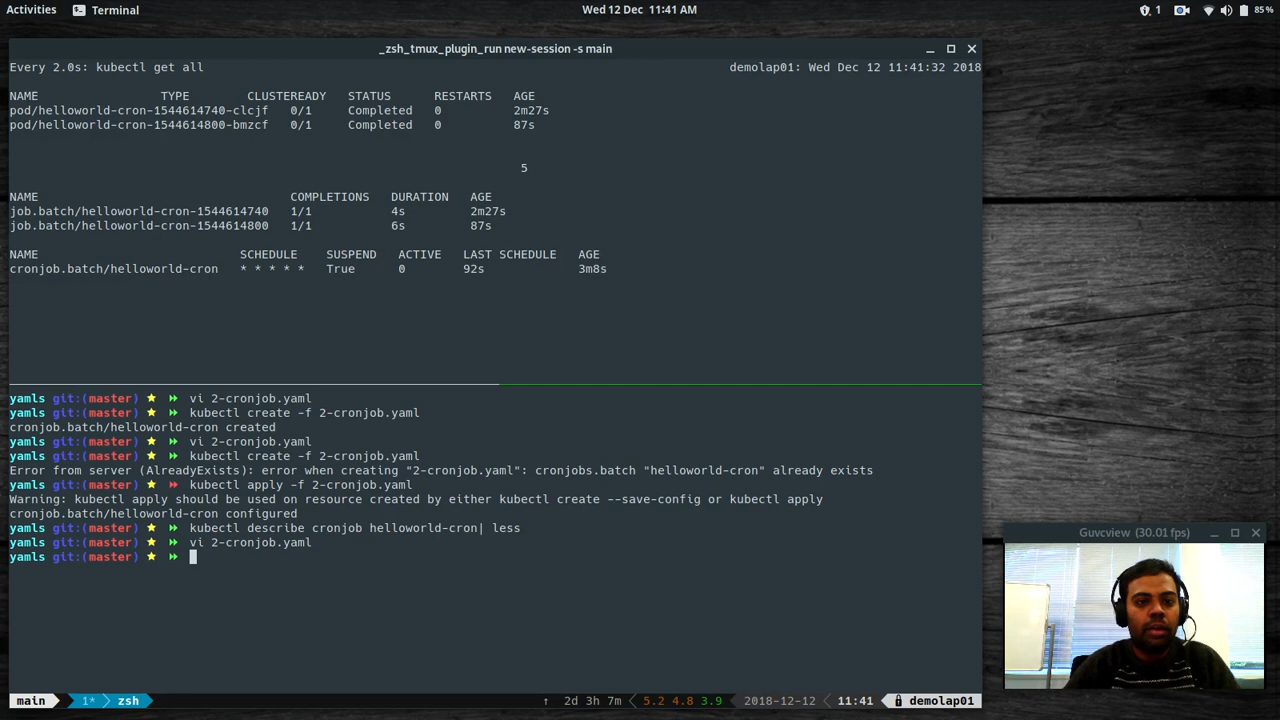 Activities Terminal Wed 12 Dec 11:41 AM 1 85%
_zsh_tmux_plugin_run new-session -s main
Every 2.0s: kubectl get all demolap01: Wed Dec 12 11:41:32 2018
NAME TYPE CLUSTEREADY STATUS RESTARTS AGE
pod/helloworld-cron-1544614740-clcjf 0/1 Completed 0 2m27s
pod/helloworld-cron-1544614800-bmzcf 0/1 Completed 0 87s
5
NAME COMPLETIONS DURATION AGE
job.batch/helloworld-cron-1544614740 1/1 4s 2m27s
job.batch/helloworld-cron-1544614800 1/1 6s 87s
NAME SCHEDULE SUSPEND ACTIVE LAST SCHEDULE AGE
cronjob.batch/helloworld-cron * * * * * True 0 92s 3m8s
yamls git:(master) vi 2-cronjob.yaml
yamls git:(master) kubectl create -f 2-cronjob.yaml
cronjob.batch/helloworld-cron created
yamls git:(master) vi 2-cronjob.yaml
yamls git:(master) kubectl create -f 2-cronjob.yaml
Error from server (AlreadyExists): error when creating "2-cronjob.yaml": cronjobs.batch "helloworld-cron" already exists
yamls git:(master) kubectl apply -f 2-cronjob.yaml
Warning: kubectl apply should be used on resource created by either kubectl create --save-config or kubectl apply
cronjob.batch/helloworld-cron configured
yamls git:(master) kubectl describe cronjob helloworld-cron| less
yamls git:(master) vi 2-cronjob.yaml
yamls git:(master)
Guvcview (30.01 fps)
main 1* zsh ↑ 2d 3h 7m 5.2 4.8 3.9 2018-12-12 11:41 demolap01